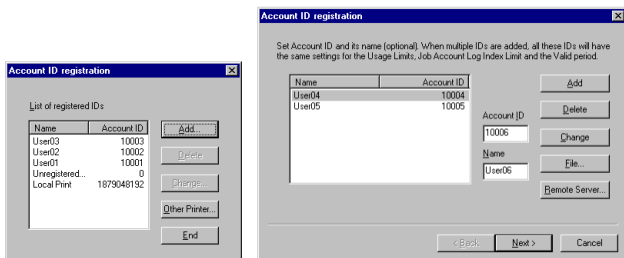 Account ID registration
List of registered IDs
Name Account ID
User03 10003
User02 10002
User01 10001
Unregistered... 0
Local Print 1879048192
Add...
Delete
Change...
Other Printer...
End
Account ID registration
Set Account ID and its name (optional). When multiple IDs are added, all these IDs will have
the same settings for the Usage Limits, Job Account Log Index Limit and the Valid period.
Name Account ID
User04 10004
User05 10005
Account ID
10006
Name
User06
Add
Delete
Change
File...
Remote Server...
< Back Next > Cancel